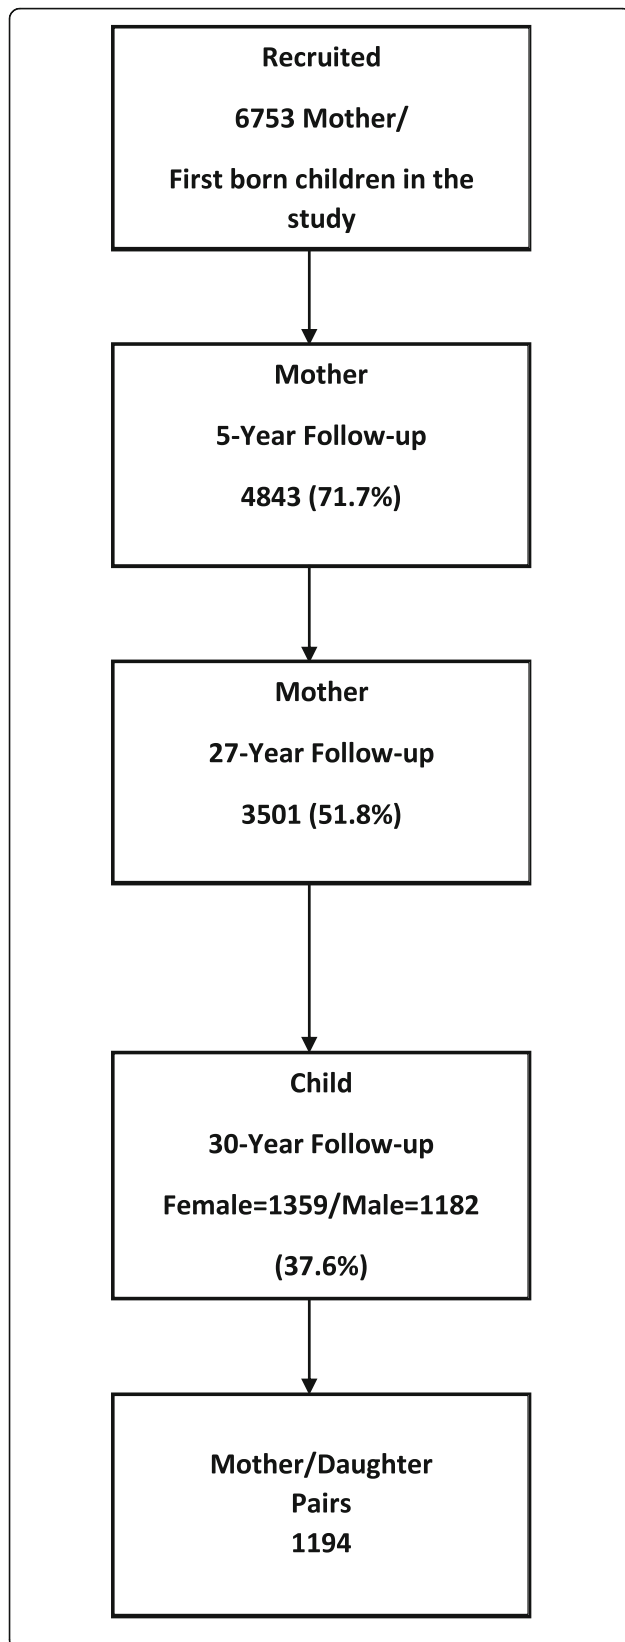 Recruited
6753 Mother/
First born children in the
study
Mother
5-Year Follow-up
4843 (71.7%)
Mother
27-Year Follow-up
3501 (51.8%)
Child
30-Year Follow-up
Female=1359/Male=1182
(37.6%)
Mother/Daughter
Pairs
1194